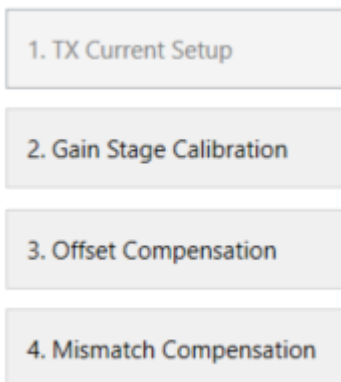 1. TX Current Setup
2. Gain Stage Calibration
3. Offset Compensation
4. Mismatch Compensation